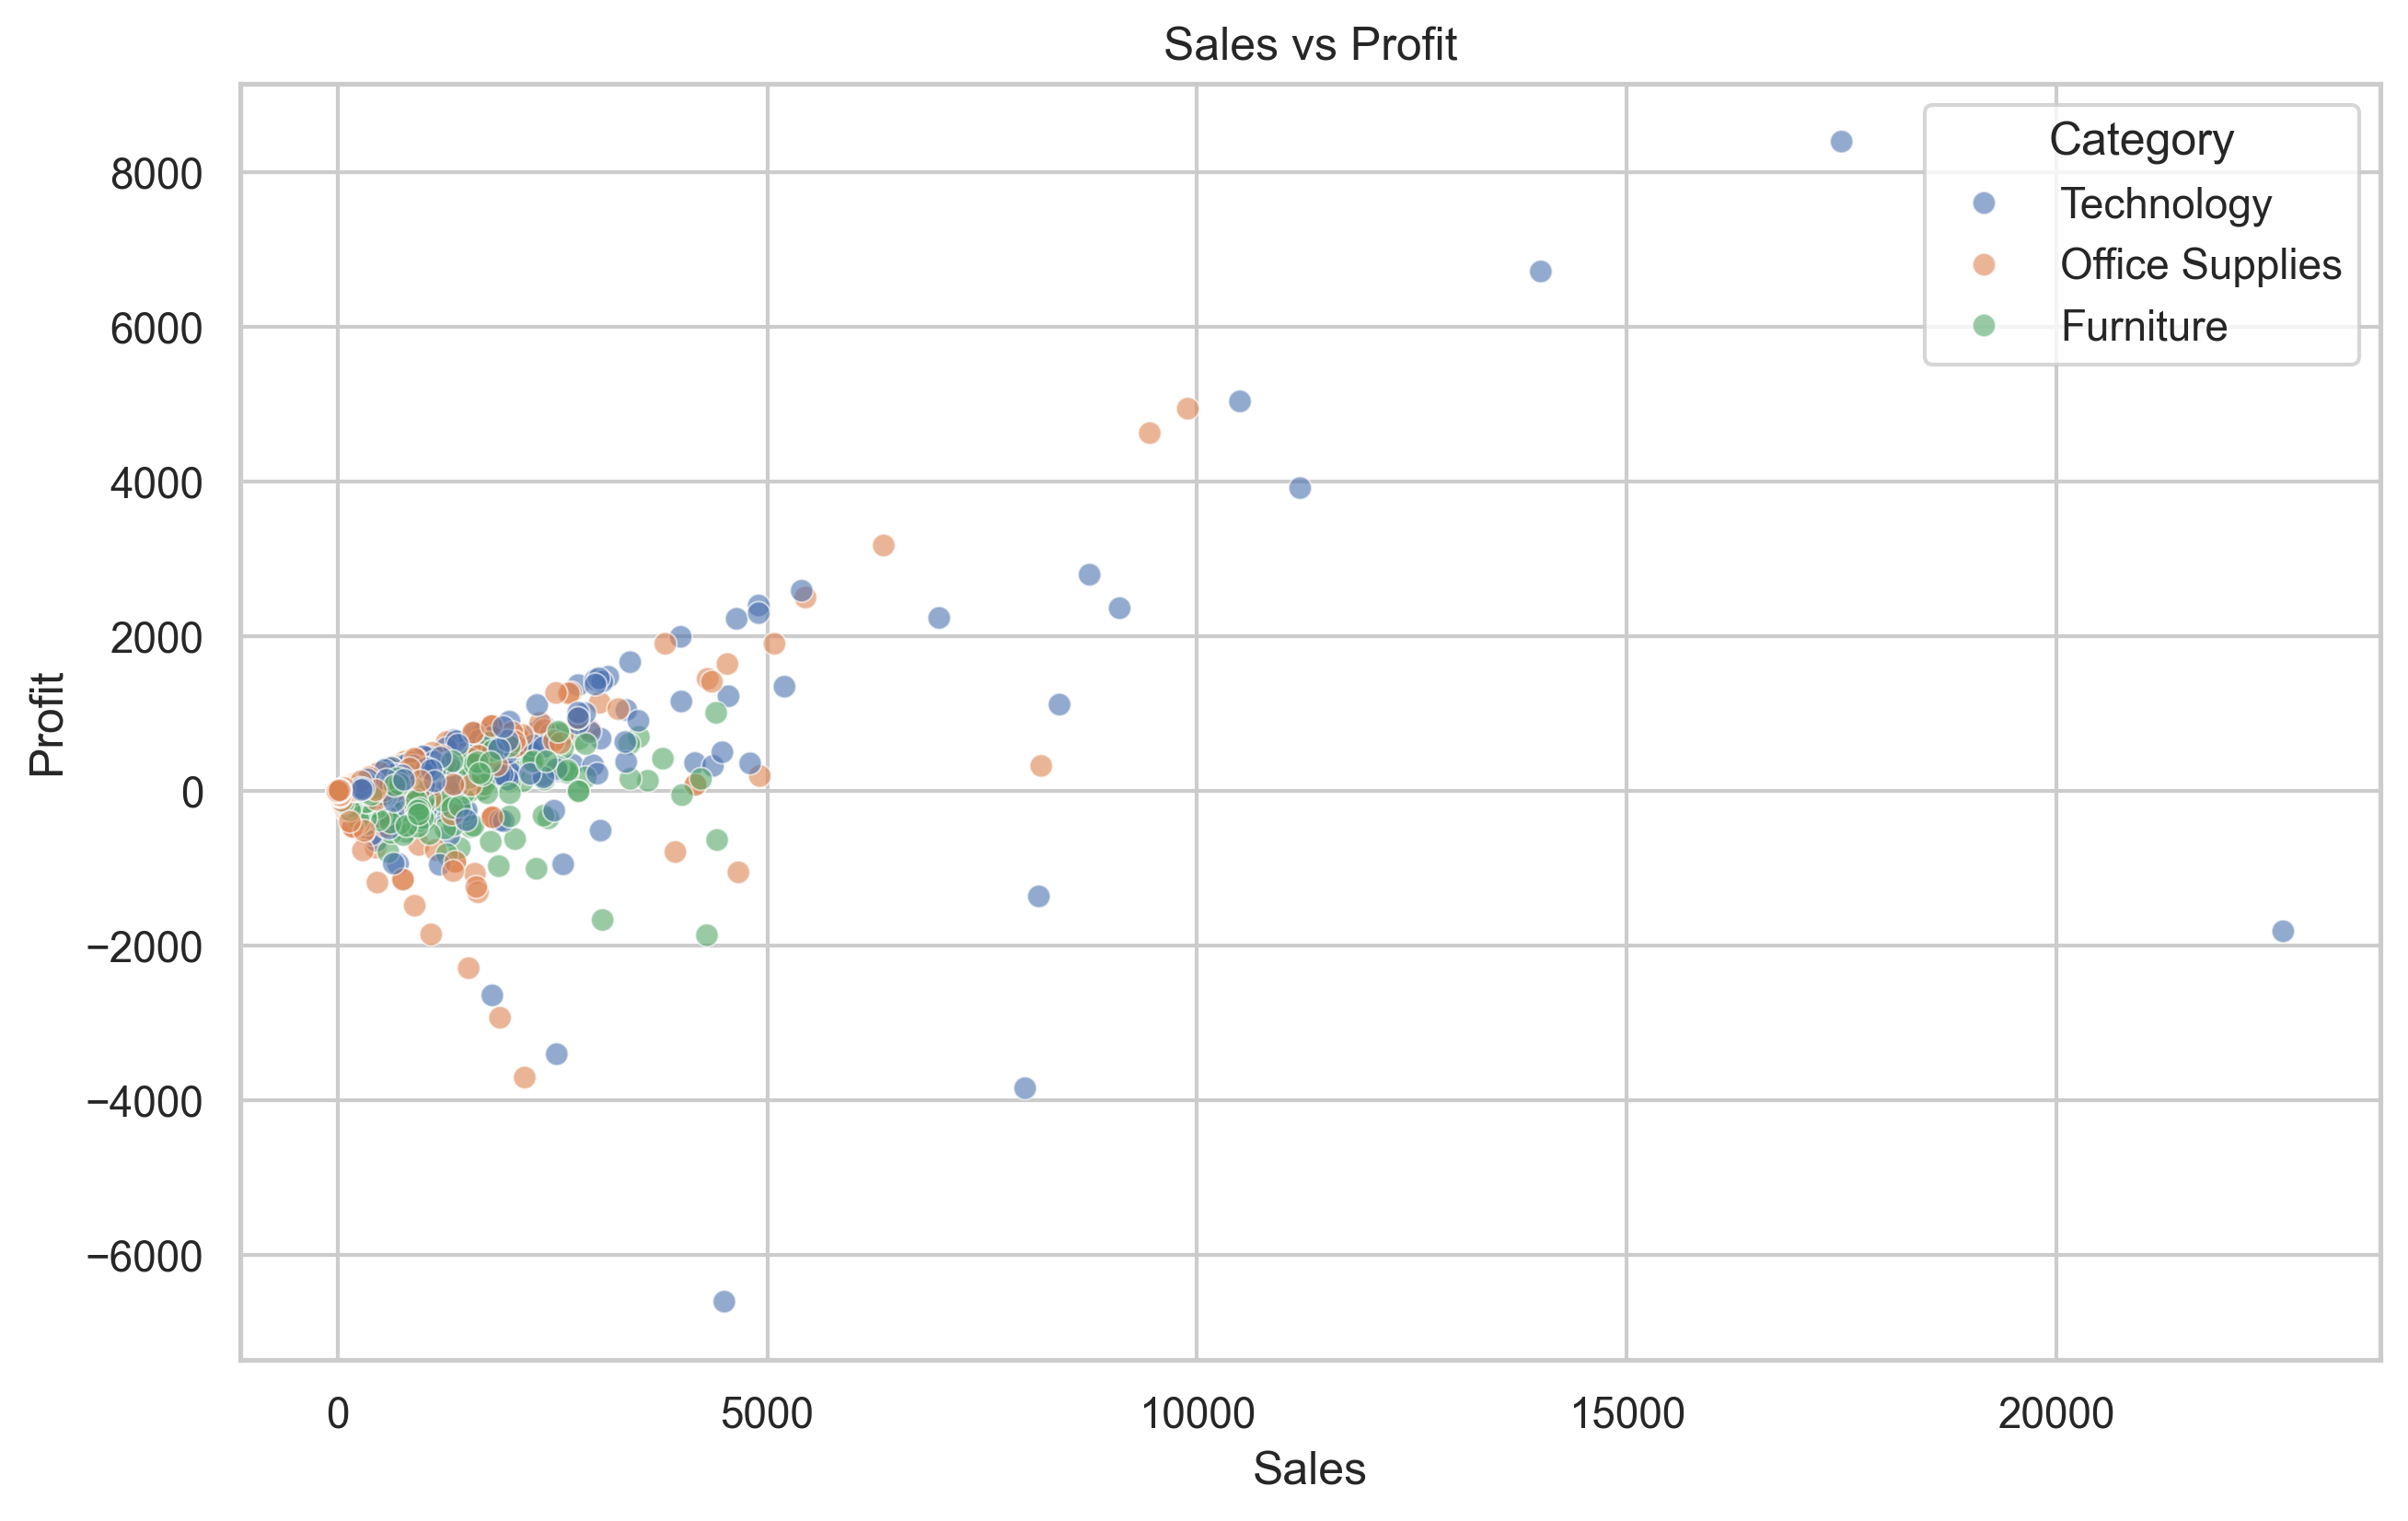 Sales vs Profit
Category
Technology
Office Supplies
Furniture
Profit
8000
6000
4000
2000
0
−2000
−4000
−6000
0
5000
10000
15000
20000
Sales